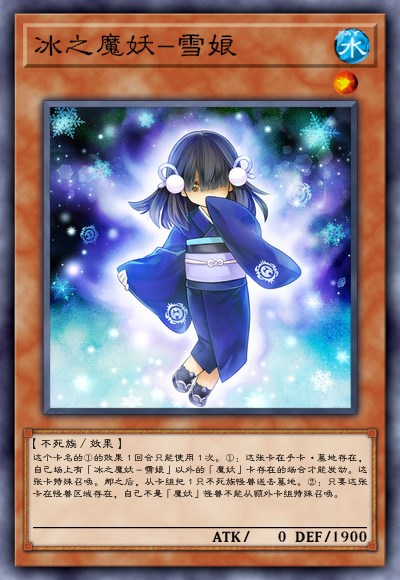 冰之魔妖-雪娘
水
【不死族/效果】
这个卡名的①的效果1回合只能使用1次。①：这张卡在手卡·墓地存在，
自己场上有「冰之魔妖-雪娘」以外的「魔妖」卡存在的场合才能发动。这
张卡特殊召唤。那之后，从卡组把1只不死族怪兽送去墓地。②：只要这张
卡在怪兽区域存在，自己不是「魔妖」怪兽不能从额外卡组特殊召唤。
ATK/ 0 DEF/1900